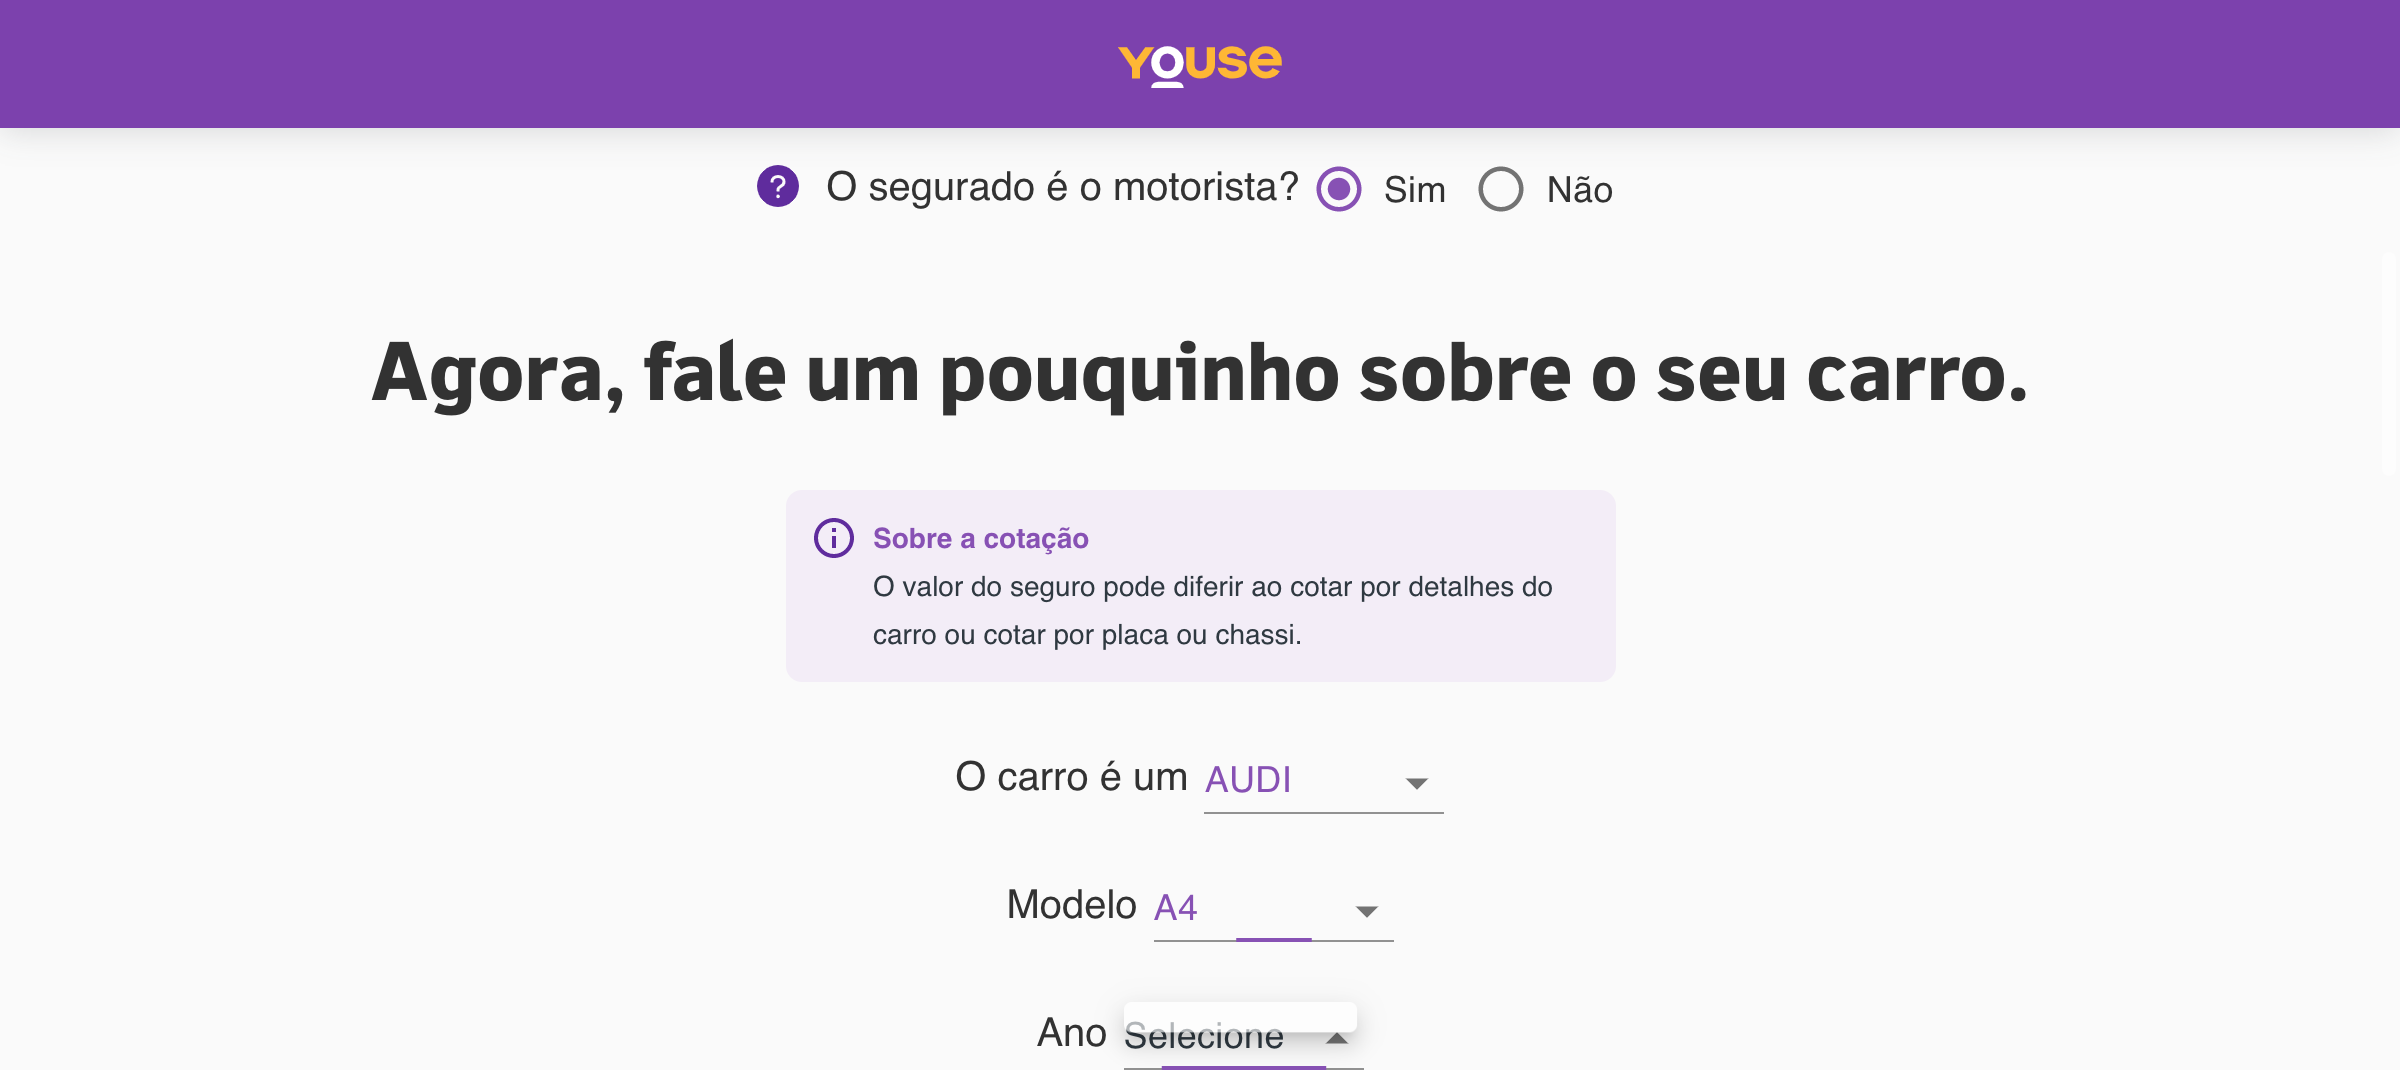 Youse
O segurado é o motorista? Sim Não
Agora, fale um pouquinho sobre o seu carro.
Sobre a cotação
O valor do seguro pode diferir ao cotar por detalhes do
carro ou cotar por placa ou chassi.
O carro é um AUDI
Modelo A4
Ano Selecione